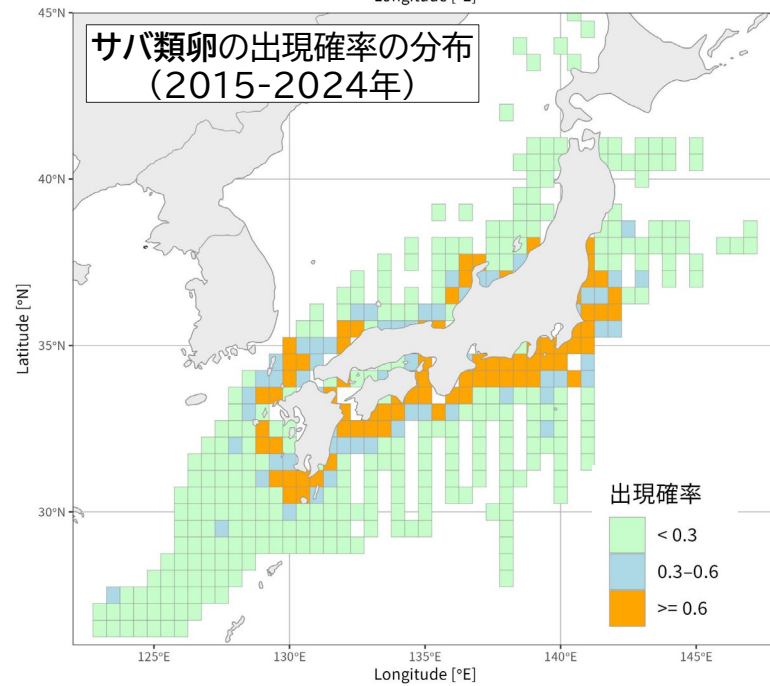 Longitude [°E]
45°N
サバ類卵の出現確率の分布
(2015-2024年)
40°N
Latitude [°N]
35°N
30°N
出現確率
< 0.3
0.3–0.6
>= 0.6
125°E
130°E
135°E
140°E
145°E
Longitude [°E]